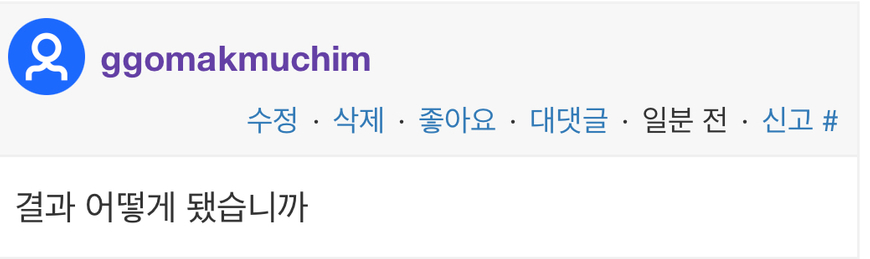 ggomakmuchim
수정 · 삭제 · 좋아요 · 대댓글 · 일분 전 · 신고 #
결과 어떻게 됐습니까